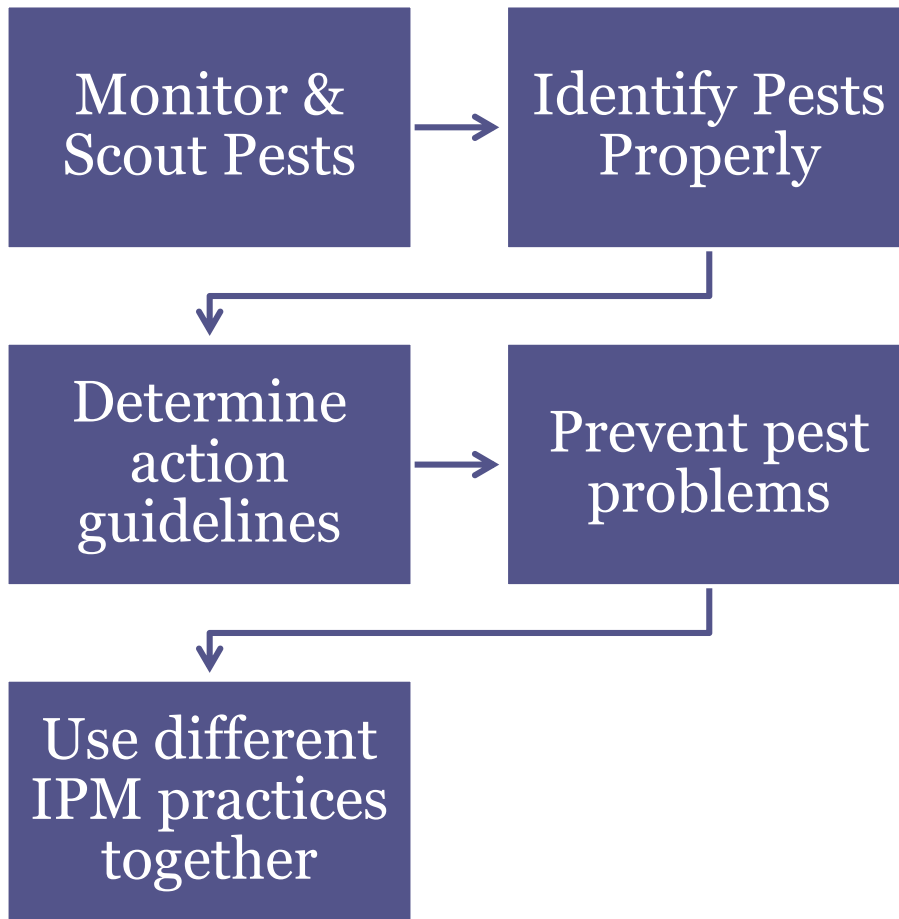 Monitor &
Scout Pests
Identify Pests
Properly
Determine
action
guidelines
Prevent pest
problems
Use different
IPM practices
together